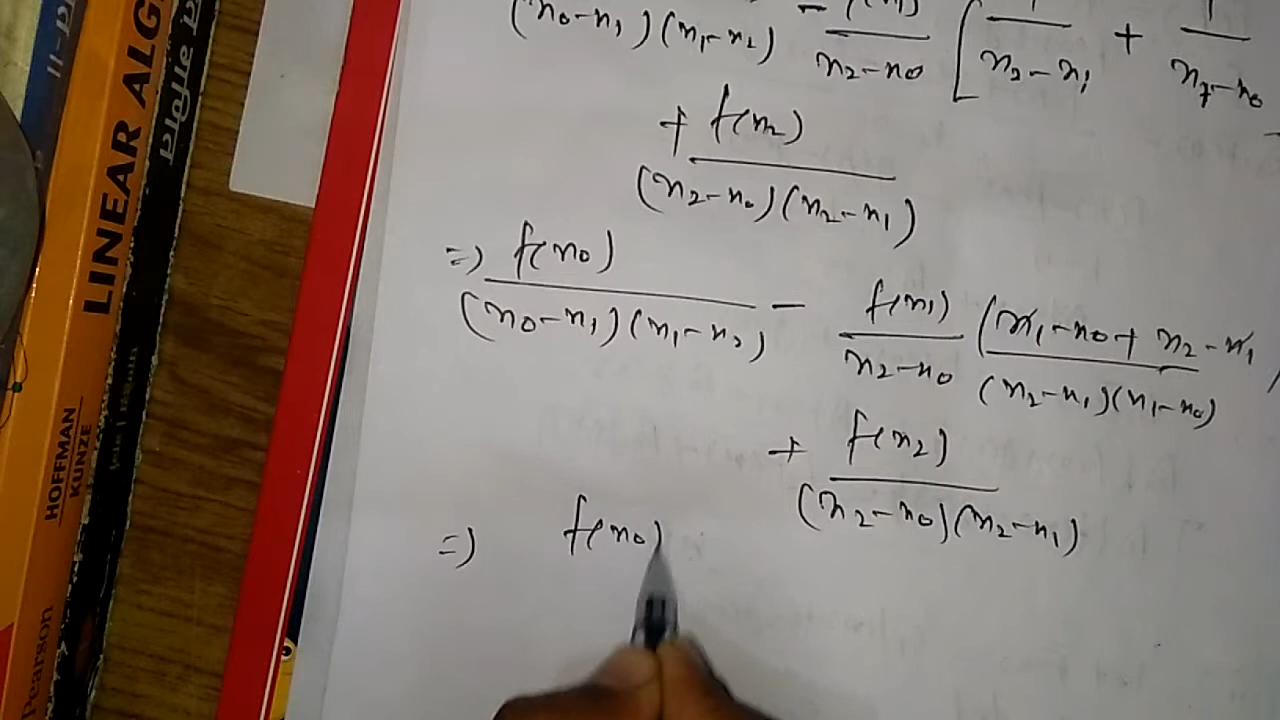 (x₀-x₁)(x₁-x₂) - f(x₁)/(x₂-x₀) [1/(x₂-x₁) + 1/(x₁-x₀)
+ f(x₂)/((x₂-x₀)(x₂-x₁))
=) f(x₀)/((x₀-x₁)(x₁-x₂)) - f(x₁)/(x₂-x₀) ((x₁-x₀+x₂-x₁)/((x₂-x₁)(x₁-x₀))
+ f(x₂)/((x₂-x₀)(x₂-x₁))
=) f(x₀)
LINEAR ALG
HOFFMAN
KUNZE
Pearson